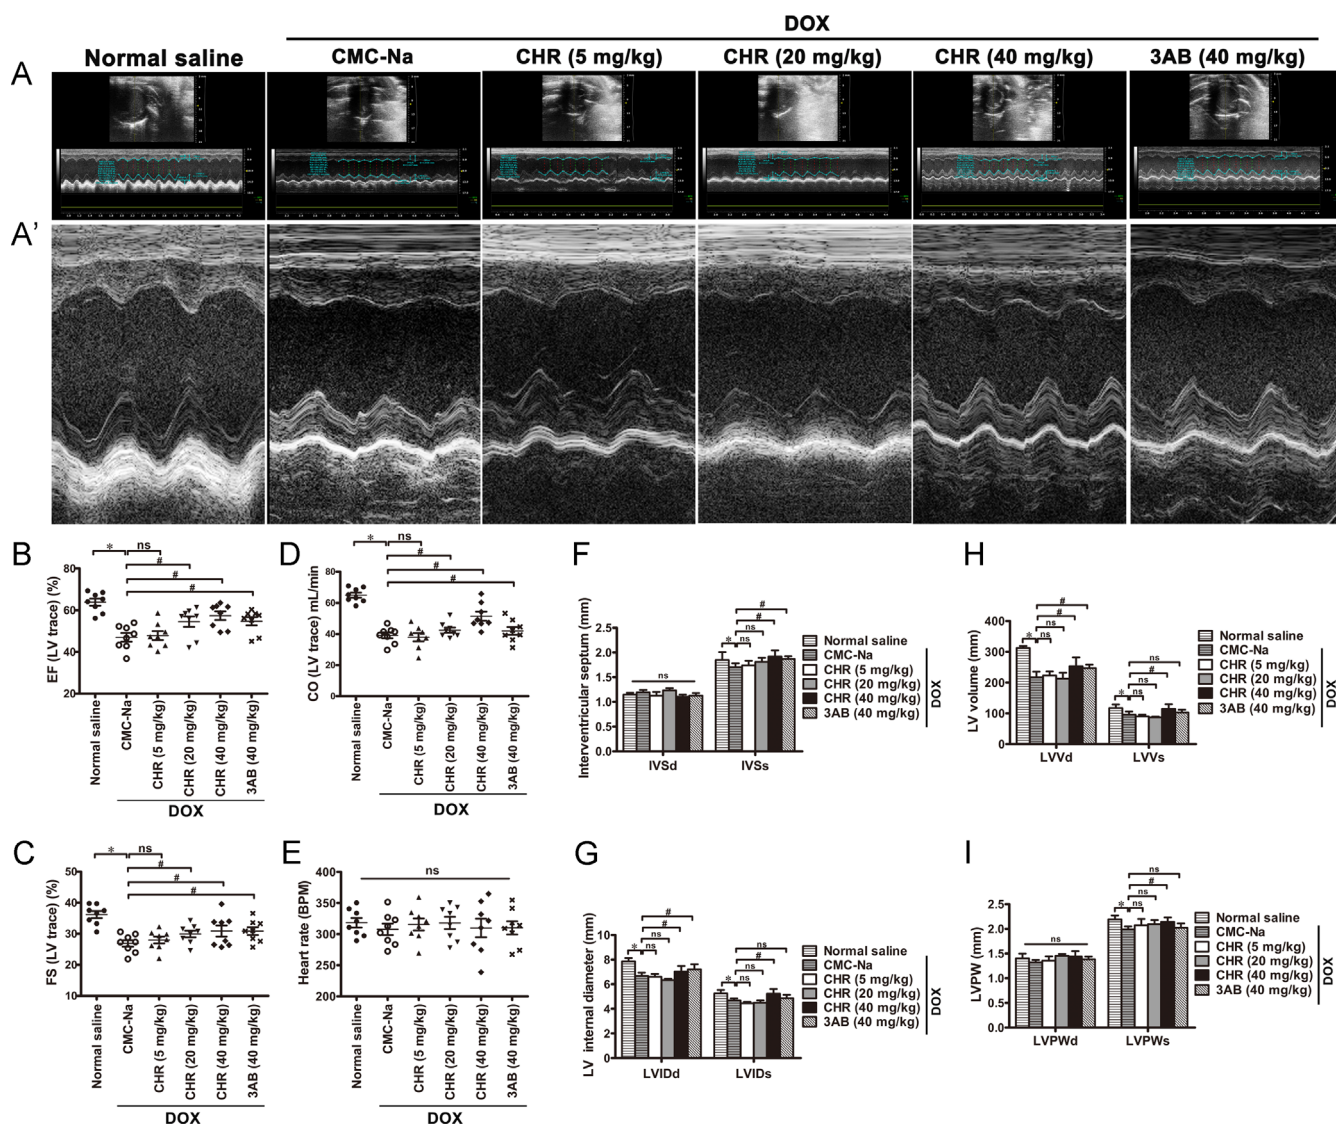 DOX
Normal saline
CMC-Na
CHR (5 mg/kg)
CHR (20 mg/kg)
CHR (40 mg/kg)
3AB (40 mg/kg)
A
A'
B
EF (LV trace) (%)
80
60
40
20
* ns
#
#
#
Normal saline
CMC-Na
CHR (5 mg/kg)
CHR (20 mg/kg)
CHR (40 mg/kg)
3AB (40 mg/kg)
DOX
D
CO (LV trace) mL/min
80
60
40
20
0
* ns
#
#
#
Normal saline
CMC-Na
CHR (5 mg/kg)
CHR (20 mg/kg)
CHR (40 mg/kg)
3AB (40 mg/kg)
DOX
F
Interventricular septum (mm)
2.5
2.0
1.5
1.0
0.5
0.0
ns
* ns
ns
#
#
IVSd
IVSs
Normal saline
CMC-Na
CHR (5 mg/kg)
CHR (20 mg/kg)
CHR (40 mg/kg)
3AB (40 mg/kg)
DOX
H
LV volume (mm)
400
300
200
100
0
* ns
ns
#
#
* ns
ns
#
ns
LVVd
LVVs
Normal saline
CMC-Na
CHR (5 mg/kg)
CHR (20 mg/kg)
CHR (40 mg/kg)
3AB (40 mg/kg)
DOX
C
FS (LV trace) (%)
50
40
30
20
10
* ns
#
#
#
Normal saline
CMC-Na
CHR (5 mg/kg)
CHR (20 mg/kg)
CHR (40 mg/kg)
3AB (40 mg/kg)
DOX
E
Heart rate (BPM)
400
350
300
250
200
ns
Normal saline
CMC-Na
CHR (5 mg/kg)
CHR (20 mg/kg)
CHR (40 mg/kg)
3AB (40 mg/kg)
DOX
G
LV internal diameter (mm)
10
8
6
4
2
0
* ns
ns
#
#
* ns
ns
#
ns
LVIDd
LVIDs
Normal saline
CMC-Na
CHR (5 mg/kg)
CHR (20 mg/kg)
CHR (40 mg/kg)
3AB (40 mg/kg)
DOX
I
LVPW (mm)
2.5
2.0
1.5
1.0
0.5
0.0
ns
* ns
ns
#
ns
LVPWd
LVPWs
Normal saline
CMC-Na
CHR (5 mg/kg)
CHR (20 mg/kg)
CHR (40 mg/kg)
3AB (40 mg/kg)
DOX